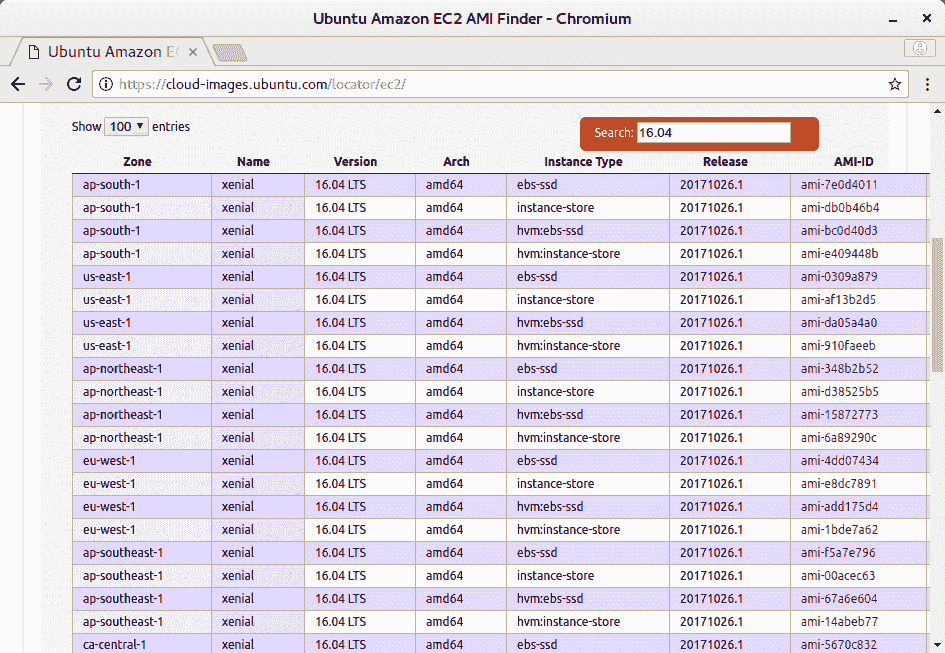 Ubuntu Amazon EC2 AMI Finder - Chromium
Ubuntu Amazon E
https://cloud-images.ubuntu.com/locator/ec2/
Show 100 entries Search: 16.04
Zone Name Version Arch Instance Type Release AMI-ID
ap-south-1 xenial 16.04 LTS amd64 ebs-ssd 20171026.1 ami-7e0d4011
ap-south-1 xenial 16.04 LTS amd64 instance-store 20171026.1 ami-db0b46b4
ap-south-1 xenial 16.04 LTS amd64 hvm:ebs-ssd 20171026.1 ami-bc0d40d3
ap-south-1 xenial 16.04 LTS amd64 hvm:instance-store 20171026.1 ami-e409448b
us-east-1 xenial 16.04 LTS amd64 ebs-ssd 20171026.1 ami-0309a879
us-east-1 xenial 16.04 LTS amd64 instance-store 20171026.1 ami-af13b2d5
us-east-1 xenial 16.04 LTS amd64 hvm:ebs-ssd 20171026.1 ami-da05a4a0
us-east-1 xenial 16.04 LTS amd64 hvm:instance-store 20171026.1 ami-910faeeb
ap-northeast-1 xenial 16.04 LTS amd64 ebs-ssd 20171026.1 ami-348b2b52
ap-northeast-1 xenial 16.04 LTS amd64 instance-store 20171026.1 ami-d38525b5
ap-northeast-1 xenial 16.04 LTS amd64 hvm:ebs-ssd 20171026.1 ami-15872773
ap-northeast-1 xenial 16.04 LTS amd64 hvm:instance-store 20171026.1 ami-6a89290c
eu-west-1 xenial 16.04 LTS amd64 ebs-ssd 20171026.1 ami-4dd07434
eu-west-1 xenial 16.04 LTS amd64 instance-store 20171026.1 ami-e8dc7891
eu-west-1 xenial 16.04 LTS amd64 hvm:ebs-ssd 20171026.1 ami-add175d4
eu-west-1 xenial 16.04 LTS amd64 hvm:instance-store 20171026.1 ami-1bde7a62
ap-southeast-1 xenial 16.04 LTS amd64 ebs-ssd 20171026.1 ami-f5a7e796
ap-southeast-1 xenial 16.04 LTS amd64 instance-store 20171026.1 ami-00acec63
ap-southeast-1 xenial 16.04 LTS amd64 hvm:ebs-ssd 20171026.1 ami-67a6e604
ap-southeast-1 xenial 16.04 LTS amd64 hvm:instance-store 20171026.1 ami-14abeb77
ca-central-1 xenial 16.04 LTS amd64 ebs-ssd 20171026.1 ami-5670c832